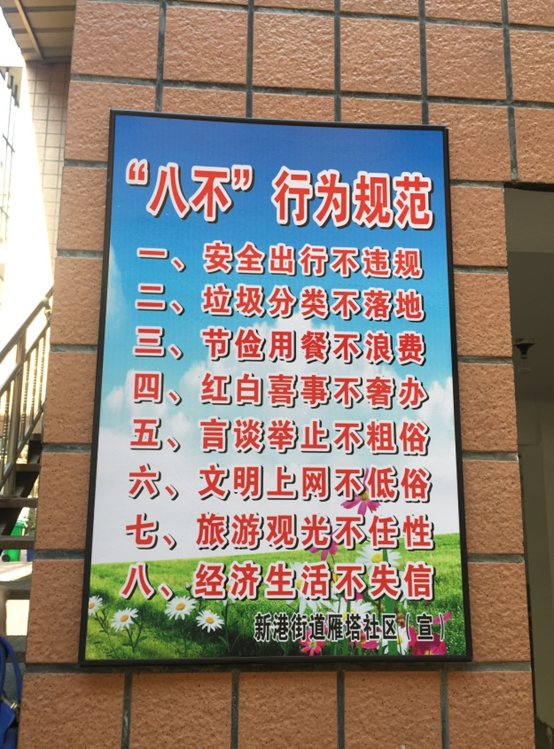 “八不”行为规范
一、安全出行不违规
二、垃圾分类不落地
三、节俭用餐不浪费
四、红白喜事不奢办
五、言谈举止不粗俗
六、文明上网不低俗
七、旅游观光不任性
八、经济生活不失信
新港街道雁塔社区（宣）